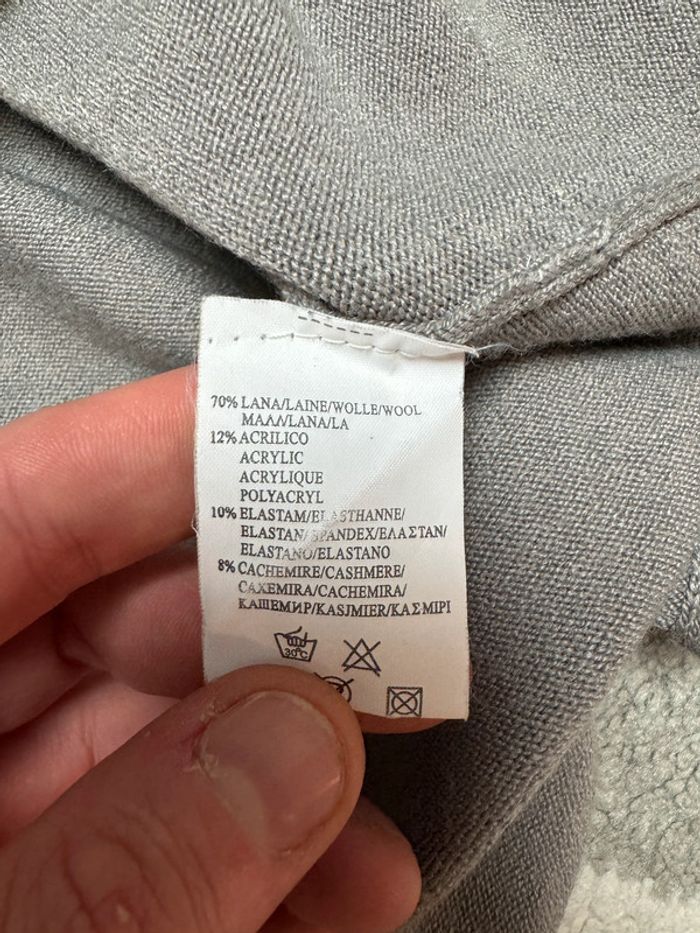 70% LANA/LAINE/WOLLE/WOOL
ΜΑΛΛ/LANA/LA
12% ACRILICO
ACRYLIC
ACRYLIQUE
POLYACRYL
10% ELASTAM/ELASTHANNE/
ELASTAN/SPANDEX/ΕΛΑΣΤΑΝ/
ELASTANO/ELASTANO
8% CACHEMIRE/CASHMERE/
CAXEMIRA/CACHEMIRA/
КАШЕМИР/KASJMIER/ΚΑΣΜΙΡΙ
30°C